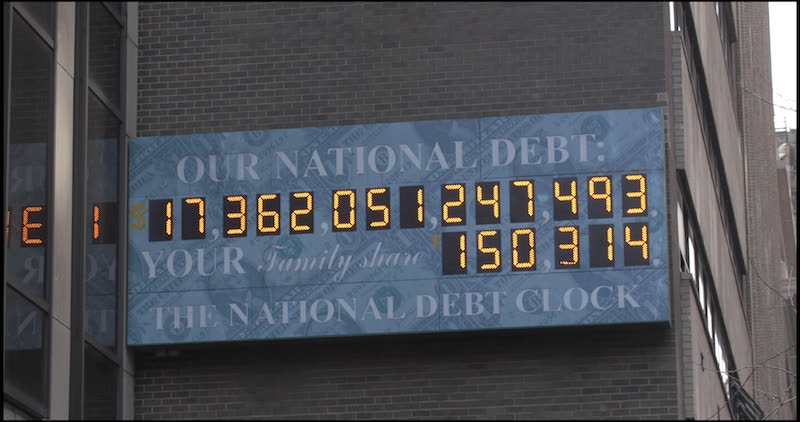 OUR NATIONAL DEBT:
$17,362,051,247,493.
YOUR Family share $150,314.
THE NATIONAL DEBT CLOCK